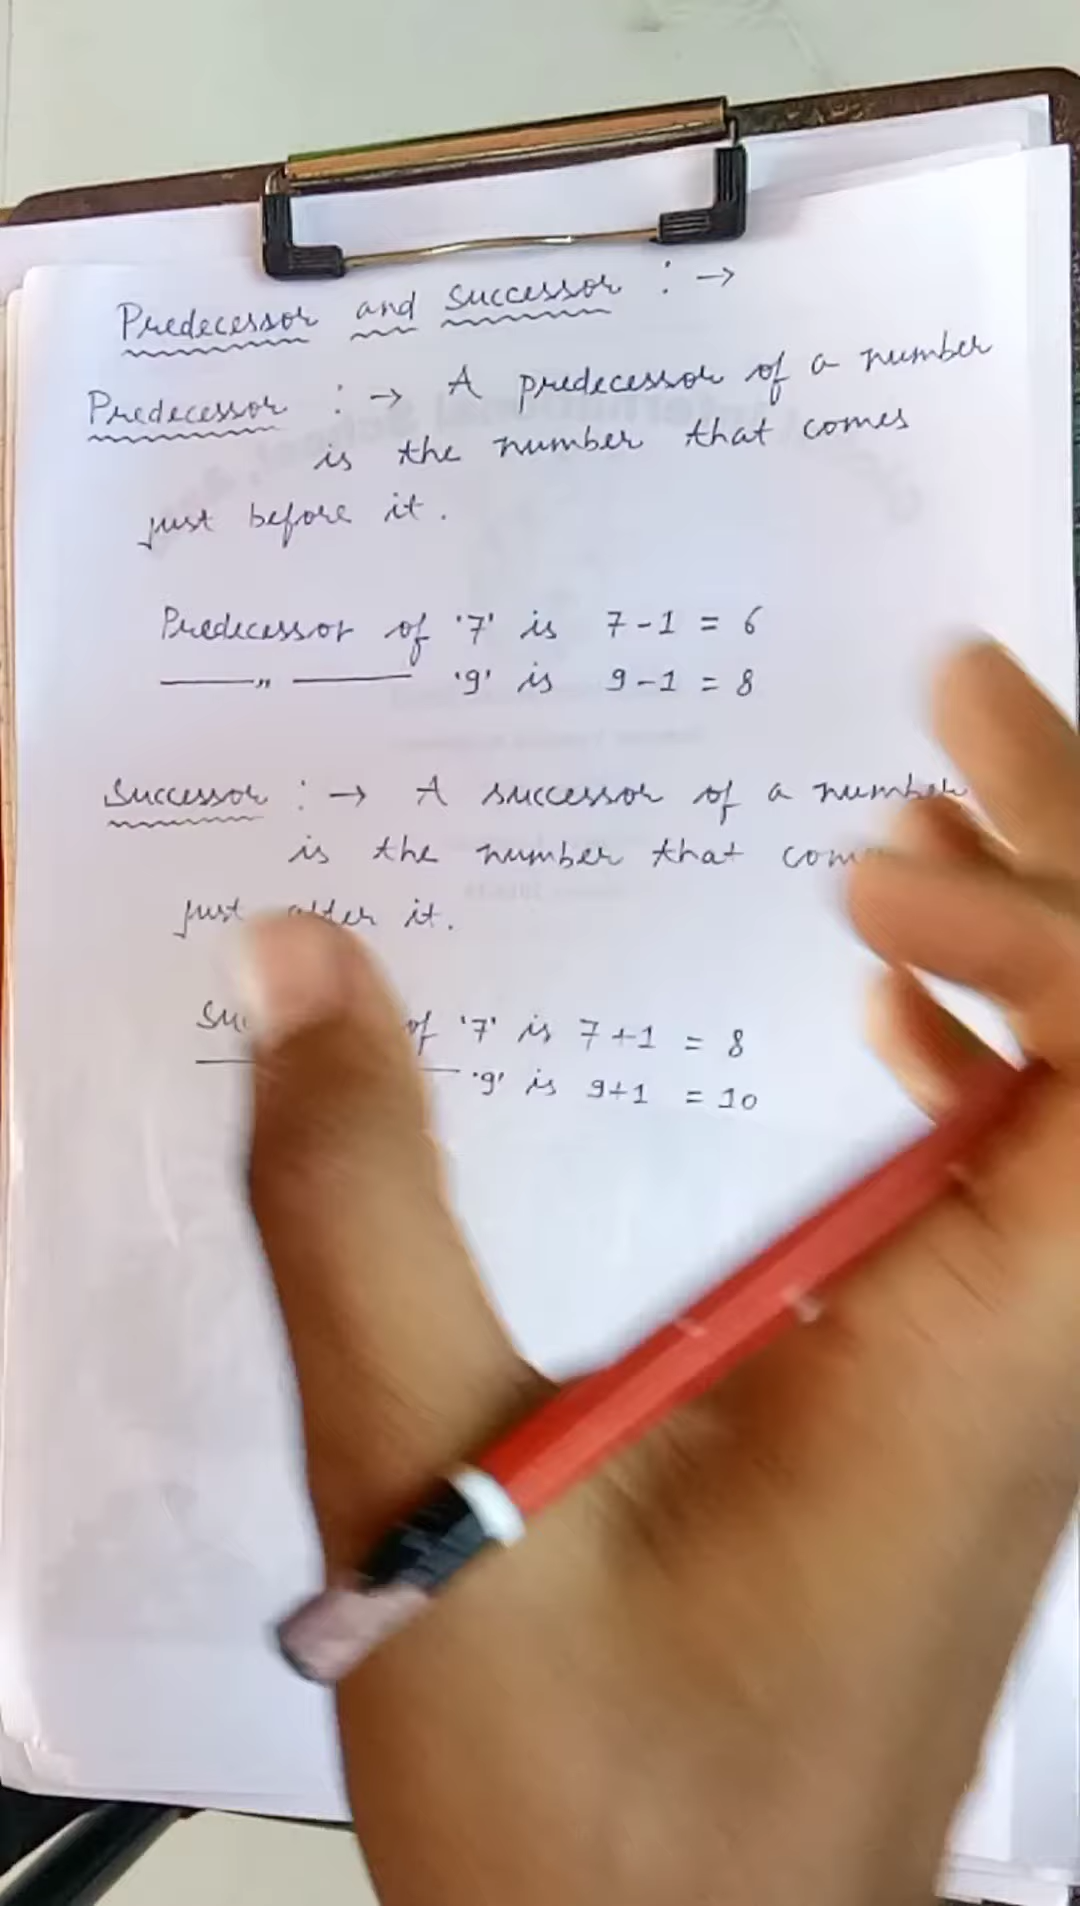 Predecessor and Successor : →
Predecessor : → A predecessor of a number
is the number that comes
just before it.
Predecessor of '7' is 7-1 = 6
—— " —— '9' is 9-1 = 8
Successor : → A successor of a number
is the number that
just after it.
of '7' is 7+1 = 8
'9' is 9+1 = 10